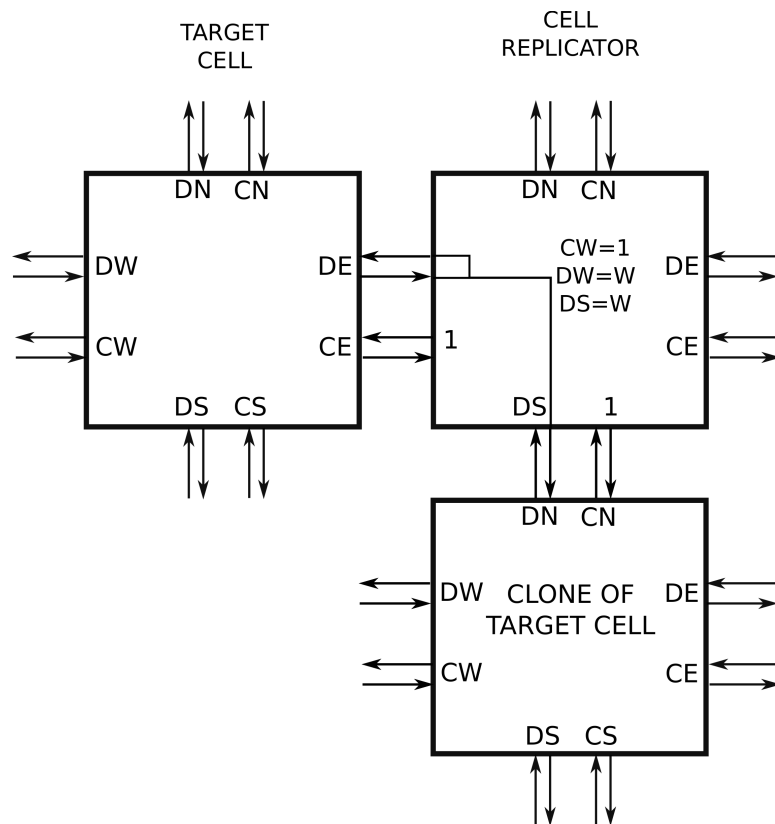 TARGET
CELL
CELL
REPLICATOR
DN CN
DW
DE
CW
CE
DS CS
DN CN
CW=1
DW=W
DS=W
DE
1
CE
DS 1
DN CN
DW
CLONE OF
TARGET CELL
DE
CW
CE
DS CS